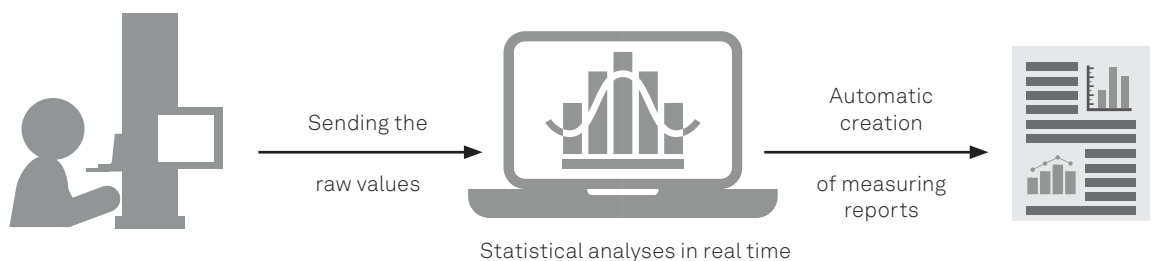 Sending the
raw values
Statistical analyses in real time
Automatic
creation
of measuring
reports